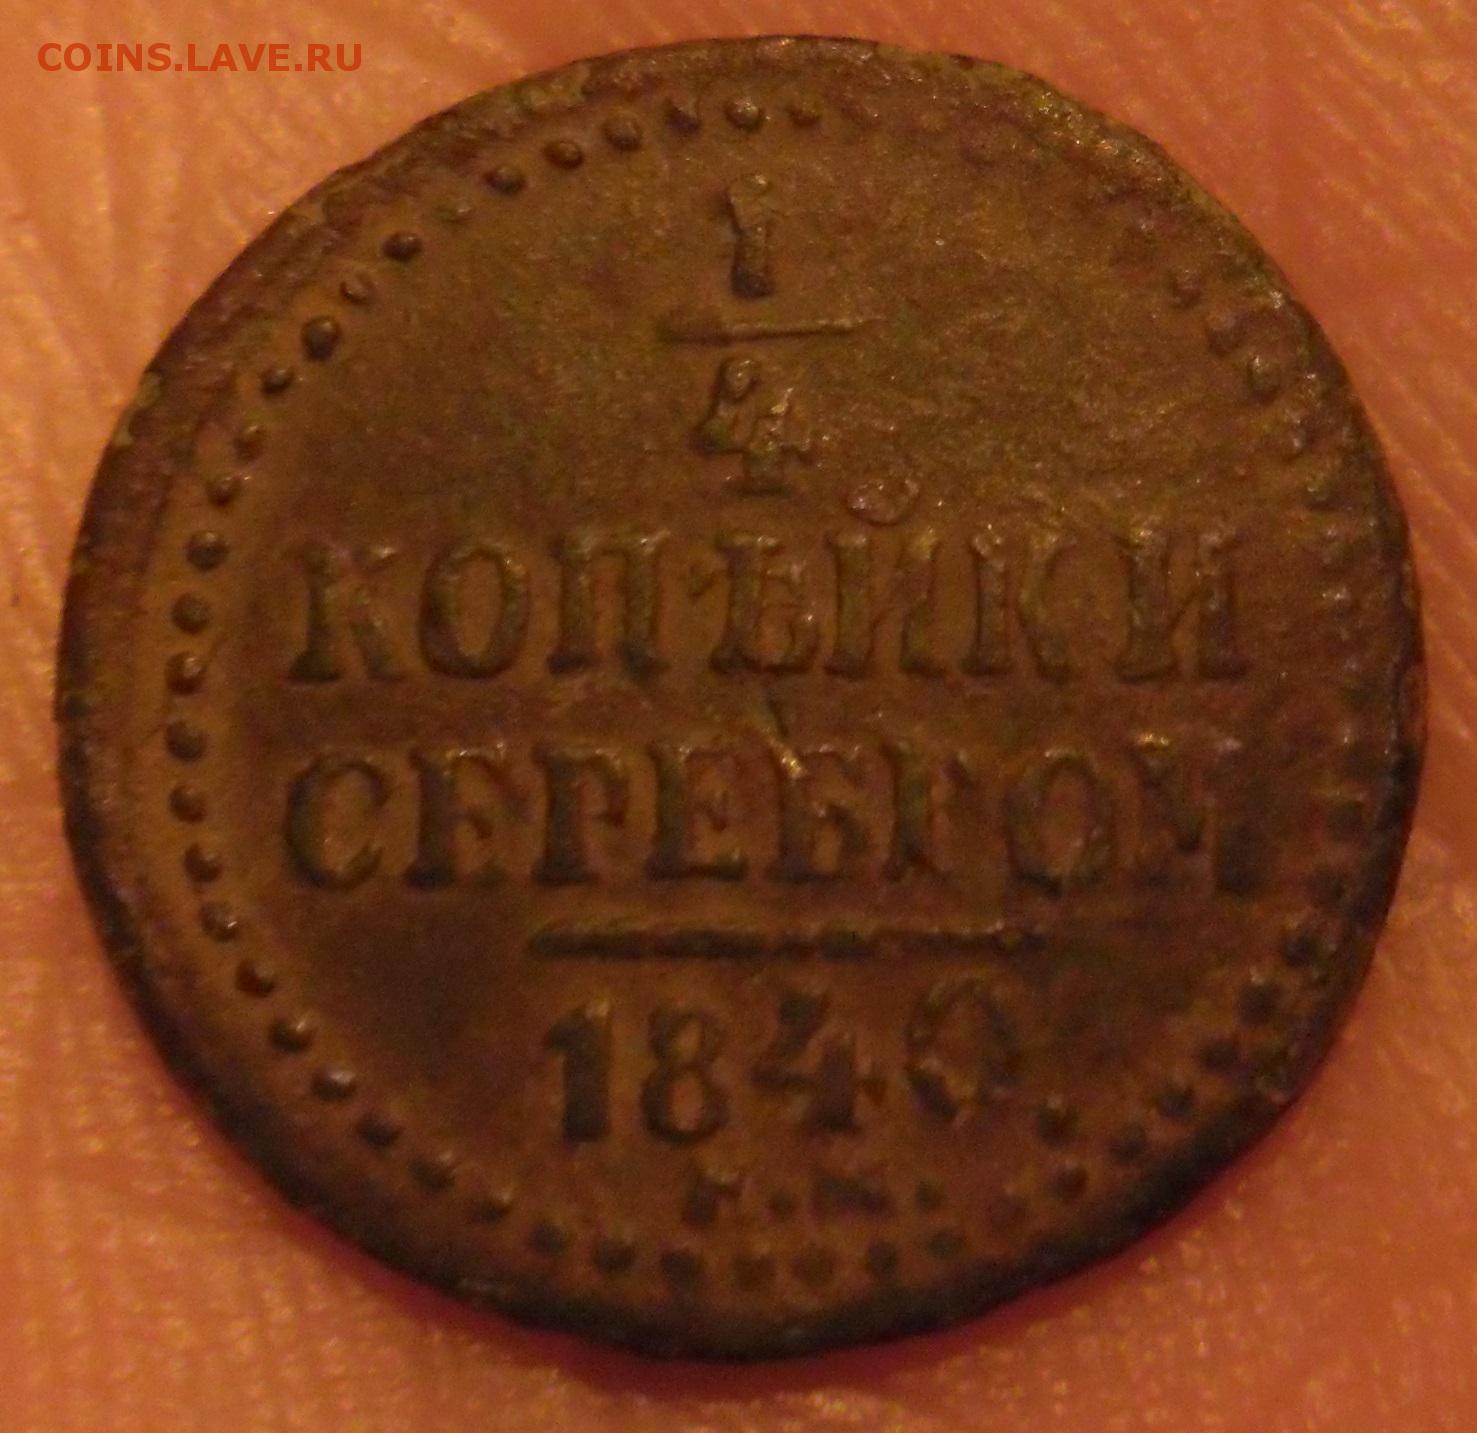 COINS.LAVE.RU
1
4
КОПѢЙКИ
СЕРЕБРОМ
1840
Е.М.